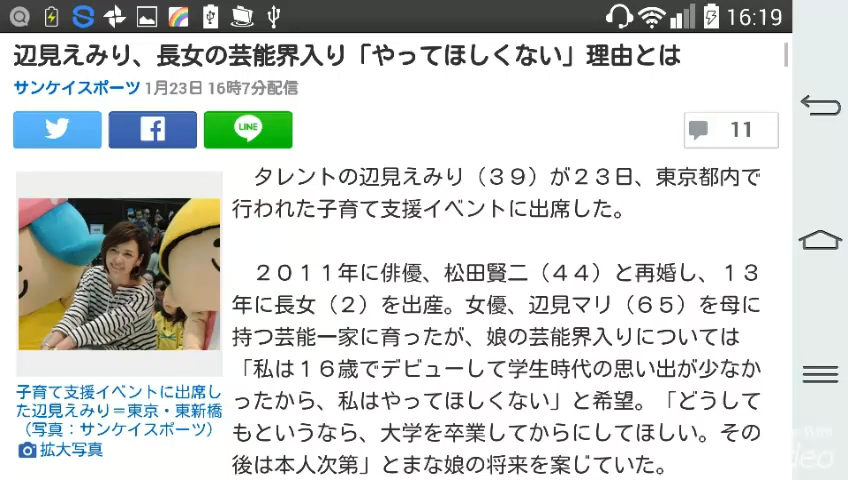 16:19
辺見えみり、長女の芸能界入り「やってほしくない」理由とは
サンケイスポーツ 1月23日 16時7分配信
LINE
11
タレントの辺見えみり(39)が23日、東京都内で
行われた子育て支援イベントに出席した。
2011年に俳優、松田賢二(44)と再婚し、13
年に長女(2)を出産。女優、辺見マリ(65)を母に
持つ芸能一家に育ったが、娘の芸能界入りについては
「私は16歳でデビューして学生時代の思い出が少なか
ったから、私はやってほしくない」と希望。「どうして
もというなら、大学を卒業してからにしてほしい。その
後は本人次第」とまな娘の将来を案じていた。
子育て支援イベントに出席し
た辺見えみり=東京・東新橋
(写真:サンケイスポーツ)
拡大写真